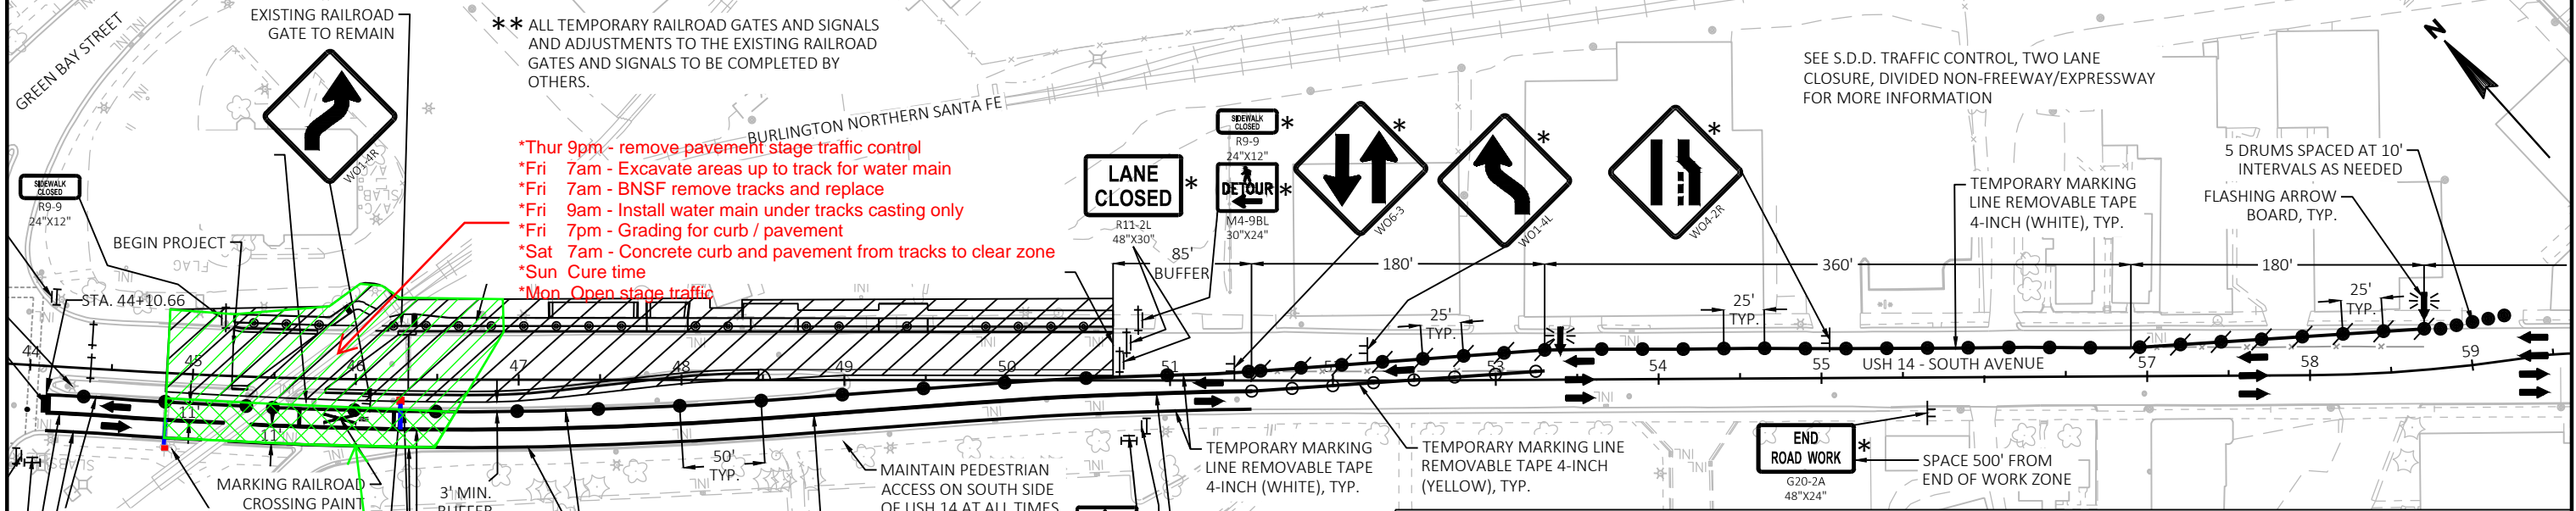 GREEN BAY STREET
EXISTING RAILROAD
GATE TO REMAIN
WO1-4R
** ALL TEMPORARY RAILROAD GATES AND SIGNALS
AND ADJUSTMENTS TO THE EXISTING RAILROAD
GATES AND SIGNALS TO BE COMPLETED BY
OTHERS.
BURLINGTON NORTHERN SANTA FE
*Thur 9pm - remove pavement stage traffic control
*Fri 7am - Excavate areas up to track for water main
*Fri 7am - BNSF remove tracks and replace
*Fri 9am - Install water main under tracks casting only
*Fri 7pm - Grading for curb / pavement
*Sat 7am - Concrete curb and pavement from tracks to clear zone
*Sun Cure time
*Mon Open stage traffic
SIDEWALK
CLOSED
R9-9
24"X12"
BEGIN PROJECT
FLAG
STA. 44+10.66
LANE
CLOSED
*
R11-2L
48"X30"
SIDEWALK
CLOSED
*
R9-9
24"X12"
DETOUR
*
M4-9BL
30"X24"
85'
BUFFER
*
WO6-3
*
WO1-4L
*
WO4-2R
SEE S.D.D. TRAFFIC CONTROL, TWO LANE
CLOSURE, DIVIDED NON-FREEWAY/EXPRESSWAY
FOR MORE INFORMATION
N
5 DRUMS SPACED AT 10'
INTERVALS AS NEEDED
FLASHING ARROW
BOARD, TYP.
TEMPORARY MARKING
LINE REMOVABLE TAPE
4-INCH (WHITE), TYP.
180'
360'
180'
25'
TYP.
25'
TYP.
25'
TYP.
44
45
46
47
48
49
50
51
52
53
54
55
USH 14 - SOUTH AVENUE
57
58
59
11'
11'
50'
TYP.
MARKING RAILROAD
CROSSING PAINT
3' MIN.
BUFFER
MAINTAIN PEDESTRIAN
ACCESS ON SOUTH SIDE
OF USH 14 AT ALL TIMES
TEMPORARY MARKING
LINE REMOVABLE TAPE
4-INCH (WHITE), TYP.
TEMPORARY MARKING LINE
REMOVABLE TAPE 4-INCH
(YELLOW), TYP.
END
ROAD WORK
*
G20-2A
48"X24"
SPACE 500' FROM
END OF WORK ZONE